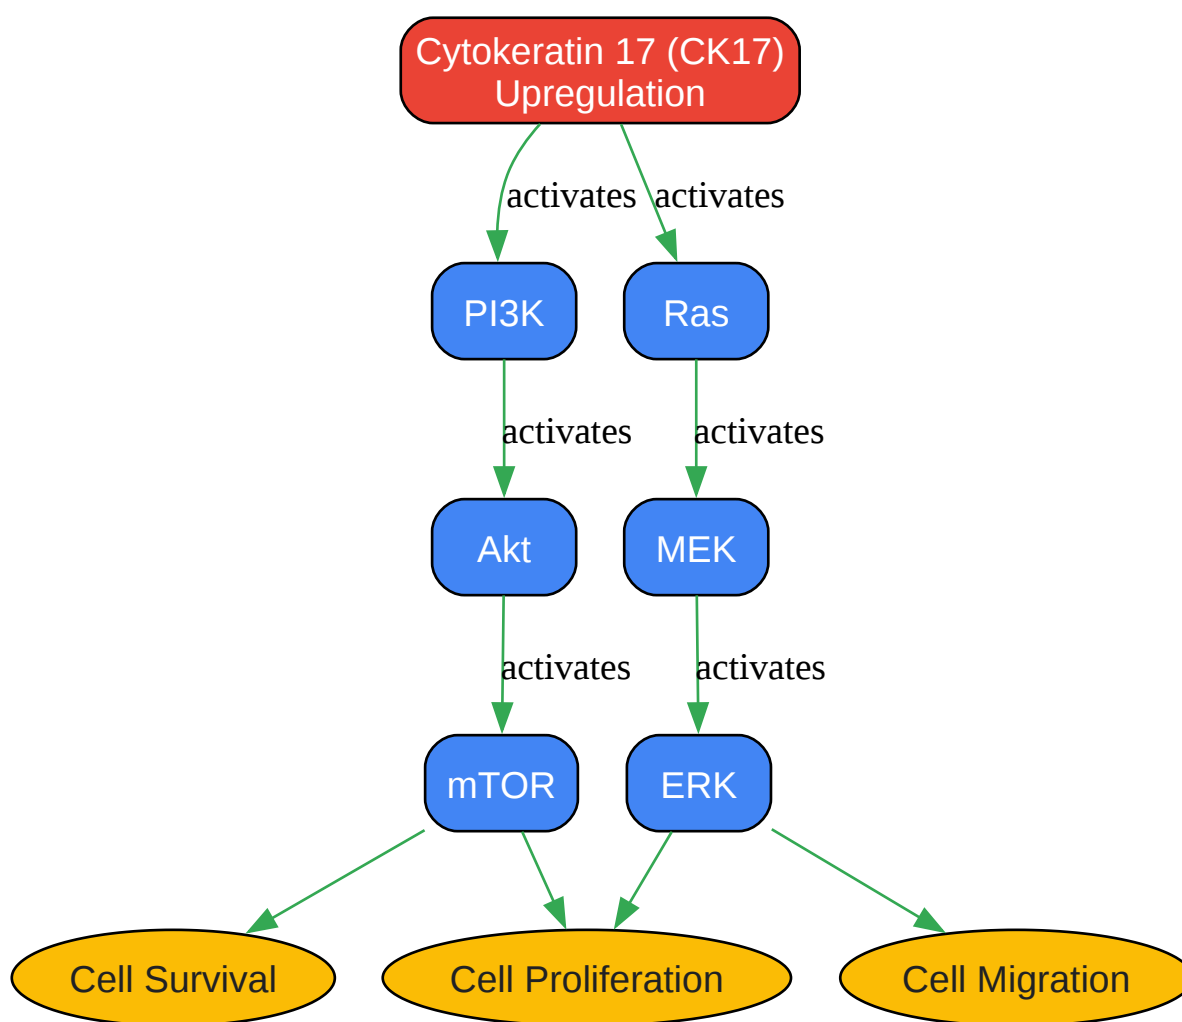 Cytokeratin 17 (CK17)
Upregulation
activates activates
PI3K Ras
activates activates
Akt MEK
activates activates
mTOR ERK
Cell Survival Cell Proliferation Cell Migration